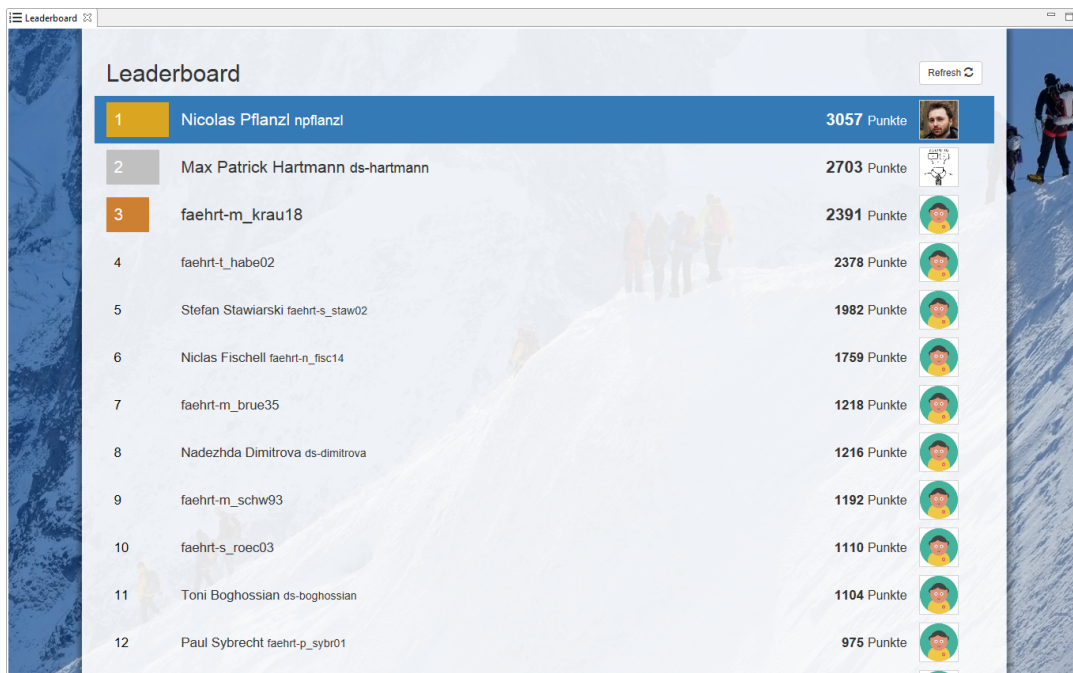 Leaderboard
Leaderboard
Refresh
1 Nicolas Pflanzl npflanzl 3057 Punkte
2 Max Patrick Hartmann ds-hartmann 2703 Punkte
3 faehrt-m_krau18 2391 Punkte
4 faehrt-t_habe02 2378 Punkte
5 Stefan Stawiarski faehrt-s_staw02 1982 Punkte
6 Niclas Fischell faehrt-n_fisc14 1759 Punkte
7 faehrt-m_brue35 1218 Punkte
8 Nadezhda Dimitrova ds-dimitrova 1216 Punkte
9 faehrt-m_schw93 1192 Punkte
10 faehrt-s_roec03 1110 Punkte
11 Toni Boghossian ds-boghossian 1104 Punkte
12 Paul Sybrecht faehrt-p_sybr01 975 Punkte